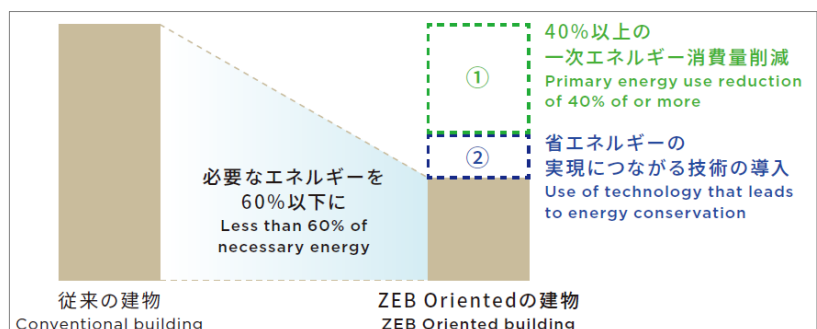 40%以上の
一次エネルギー消費量削減
Primary energy use reduction
of 40% of or more
①
②
省エネルギーの
実現につながる技術の導入
Use of technology that leads
to energy conservation
必要なエネルギーを
60%以下に
Less than 60% of
necessary energy
従来の建物
Conventional building
ZEB Orientedの建物
ZEB Oriented building